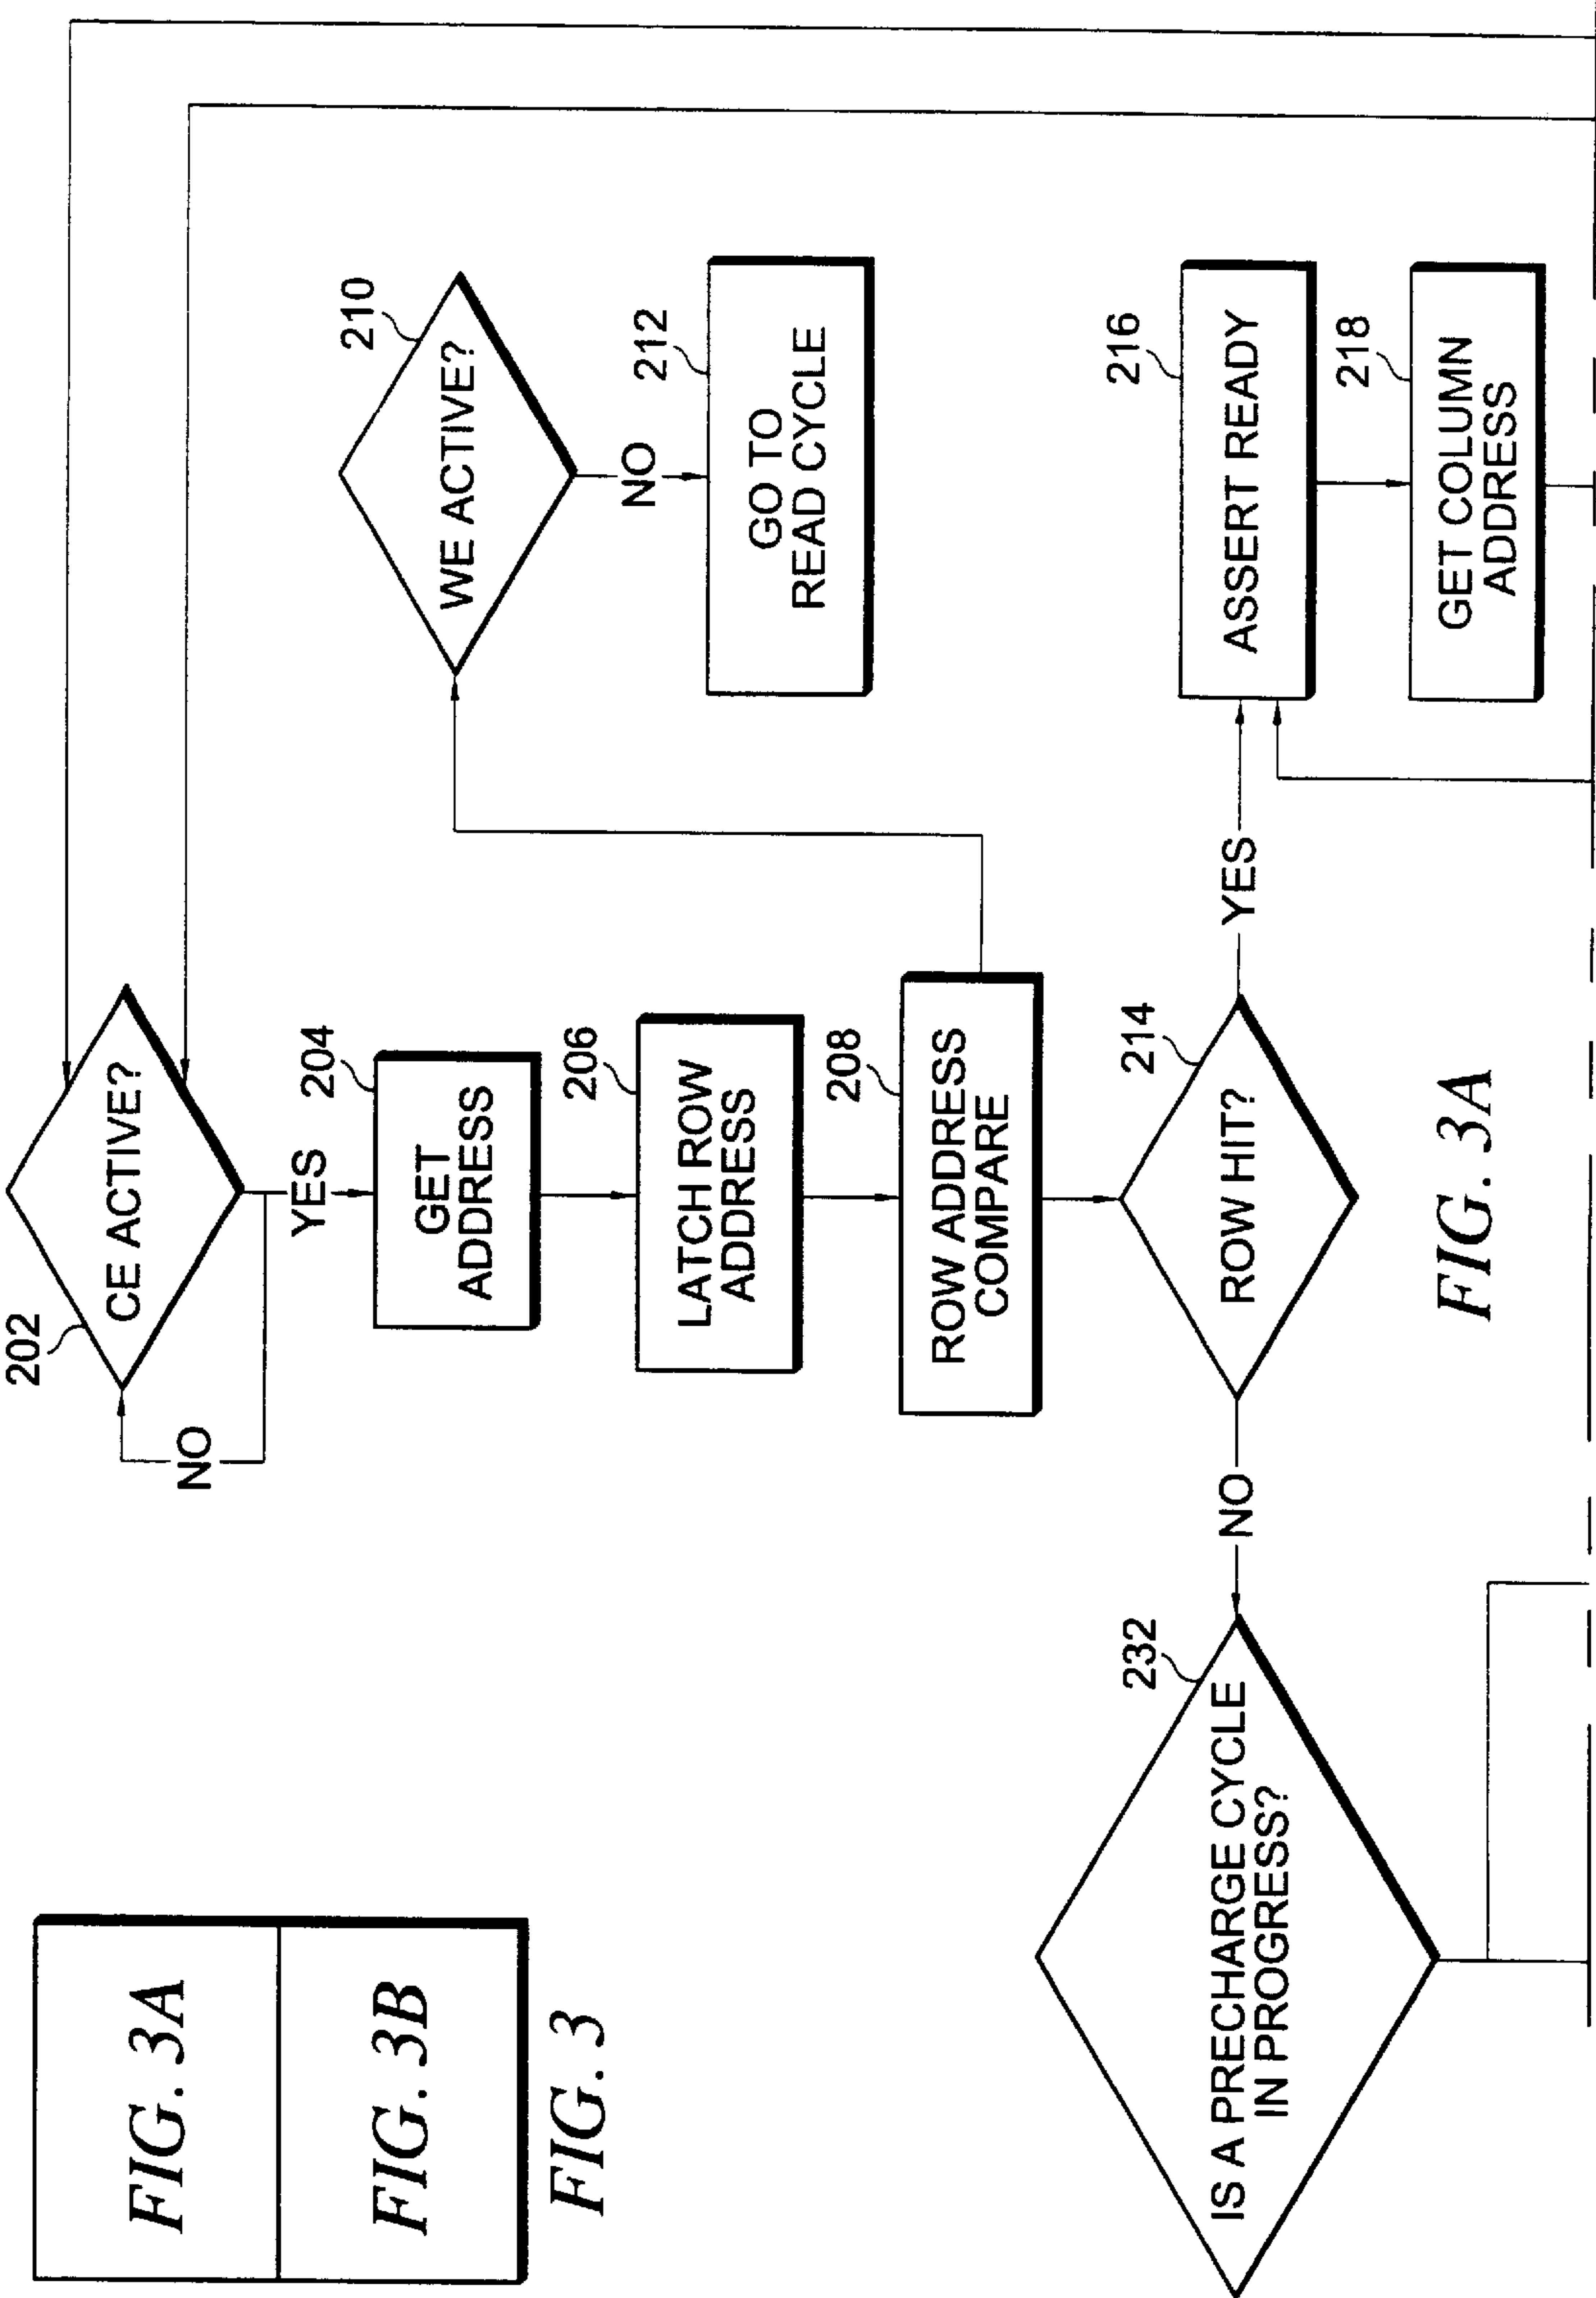 FIG. 3A
FIG. 3B
FIG. 3
202
CE ACTIVE?
NO
YES
204
GET
ADDRESS
206
LATCH ROW
ADDRESS
208
ROW ADDRESS
COMPARE
210
WE ACTIVE?
NO
212
GO TO
READ CYCLE
214
ROW HIT?
YES
NO
216
ASSERT READY
218
GET COLUMN
ADDRESS
232
IS A PRECHARGE CYCLE
IN PROGRESS?
FIG. 3A